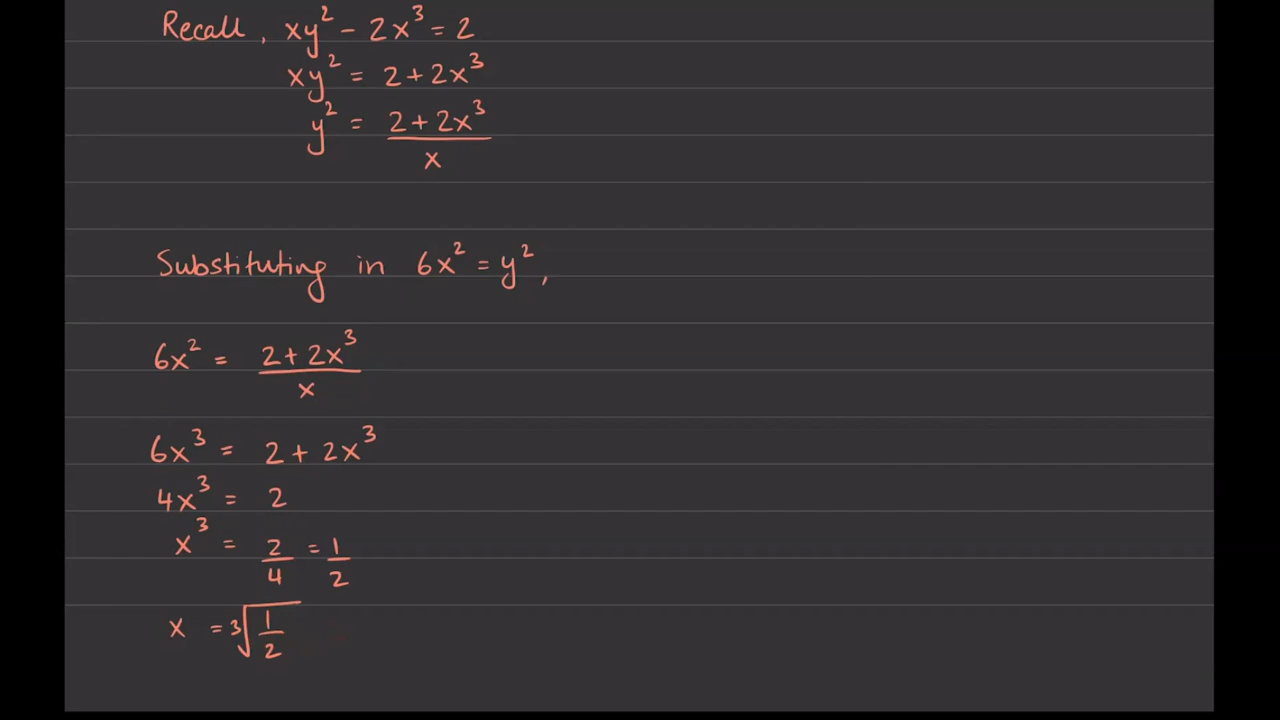 Recall, xy² - 2x³ = 2
xy² = 2 + 2x³
y² = (2 + 2x³)/x
Substituting in 6x² = y²,
6x² = (2 + 2x³)/x
6x³ = 2 + 2x³
4x³ = 2
x³ = 2/4 = 1/2
x = ³√(1/2)